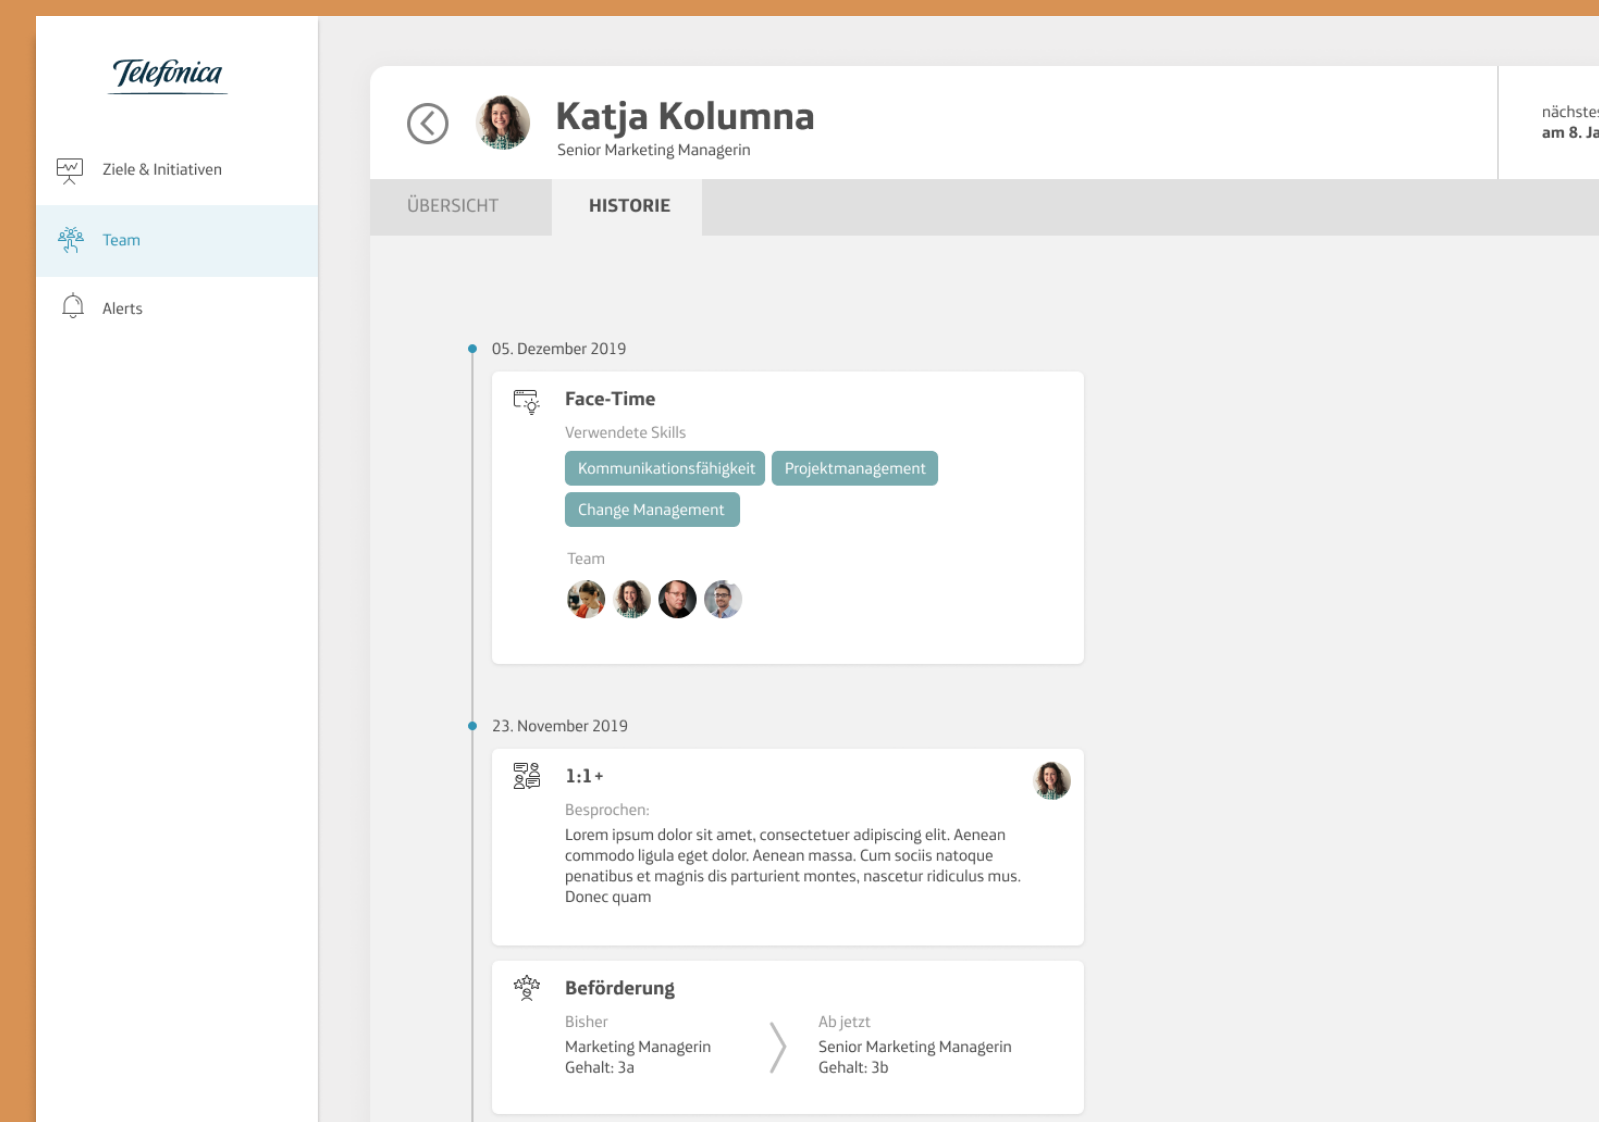 Telefónica
Ziele & Initiativen
Team
Alerts
Katja Kolumna
Senior Marketing Managerin
nächstes
am 8. Ja
ÜBERSICHT
HISTORIE
05. Dezember 2019
Face-Time
Verwendete Skills
Kommunikationsfähigkeit
Projektmanagement
Change Management
Team
23. November 2019
1:1+
Besprochen:
Lorem ipsum dolor sit amet, consectetuer adipiscing elit. Aenean
commodo ligula eget dolor. Aenean massa. Cum sociis natoque
penatibus et magnis dis parturient montes, nascetur ridiculus mus.
Donec quam
Beförderung
Bisher
Marketing Managerin
Gehalt: 3a
Ab jetzt
Senior Marketing Managerin
Gehalt: 3b